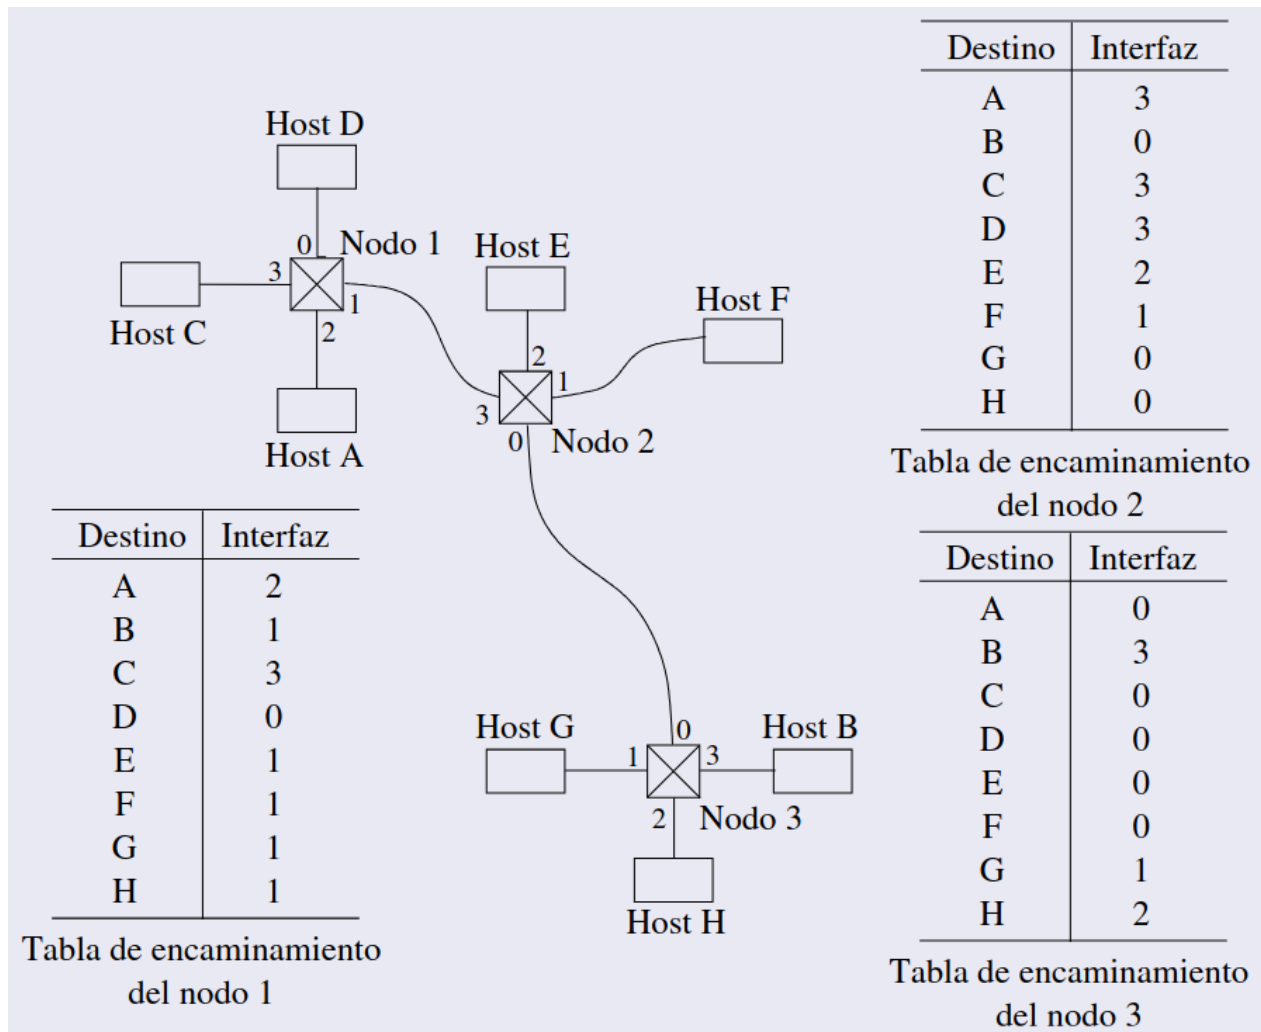 Host D
0 Nodo 1
3
1
2
Host C
Host A
Host E
Host F
2
1
3
0 Nodo 2
Host G
Host B
0
1
3
2 Nodo 3
Host H
Destino Interfaz
A 2
B 1
C 3
D 0
E 1
F 1
G 1
H 1
Tabla de encaminamiento
del nodo 1
Destino Interfaz
A 3
B 0
C 3
D 3
E 2
F 1
G 0
H 0
Tabla de encaminamiento
del nodo 2
Destino Interfaz
A 0
B 3
C 0
D 0
E 0
F 0
G 1
H 2
Tabla de encaminamiento
del nodo 3